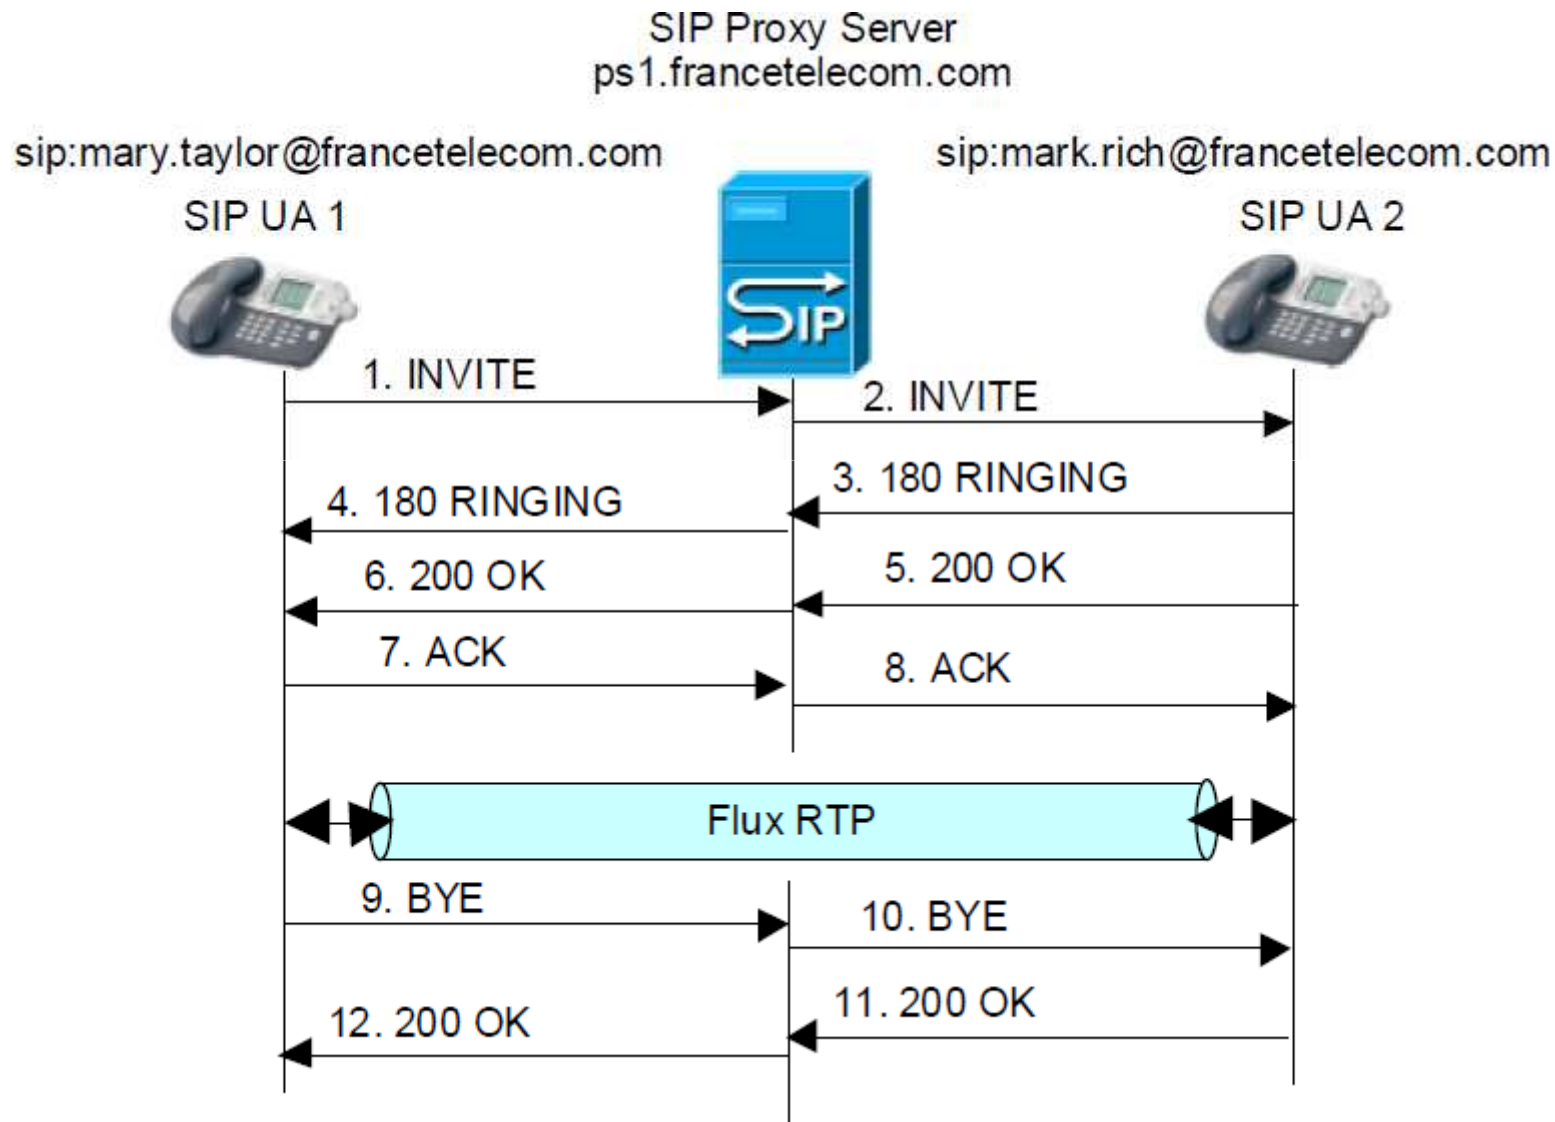 SIP Proxy Server
ps1.francetelecom.com
sip:mary.taylor@francetelecom.com
sip:mark.rich@francetelecom.com
SIP UA 1
SIP UA 2
SIP
1. INVITE
2. INVITE
3. 180 RINGING
4. 180 RINGING
5. 200 OK
6. 200 OK
7. ACK
8. ACK
Flux RTP
9. BYE
10. BYE
11. 200 OK
12. 200 OK